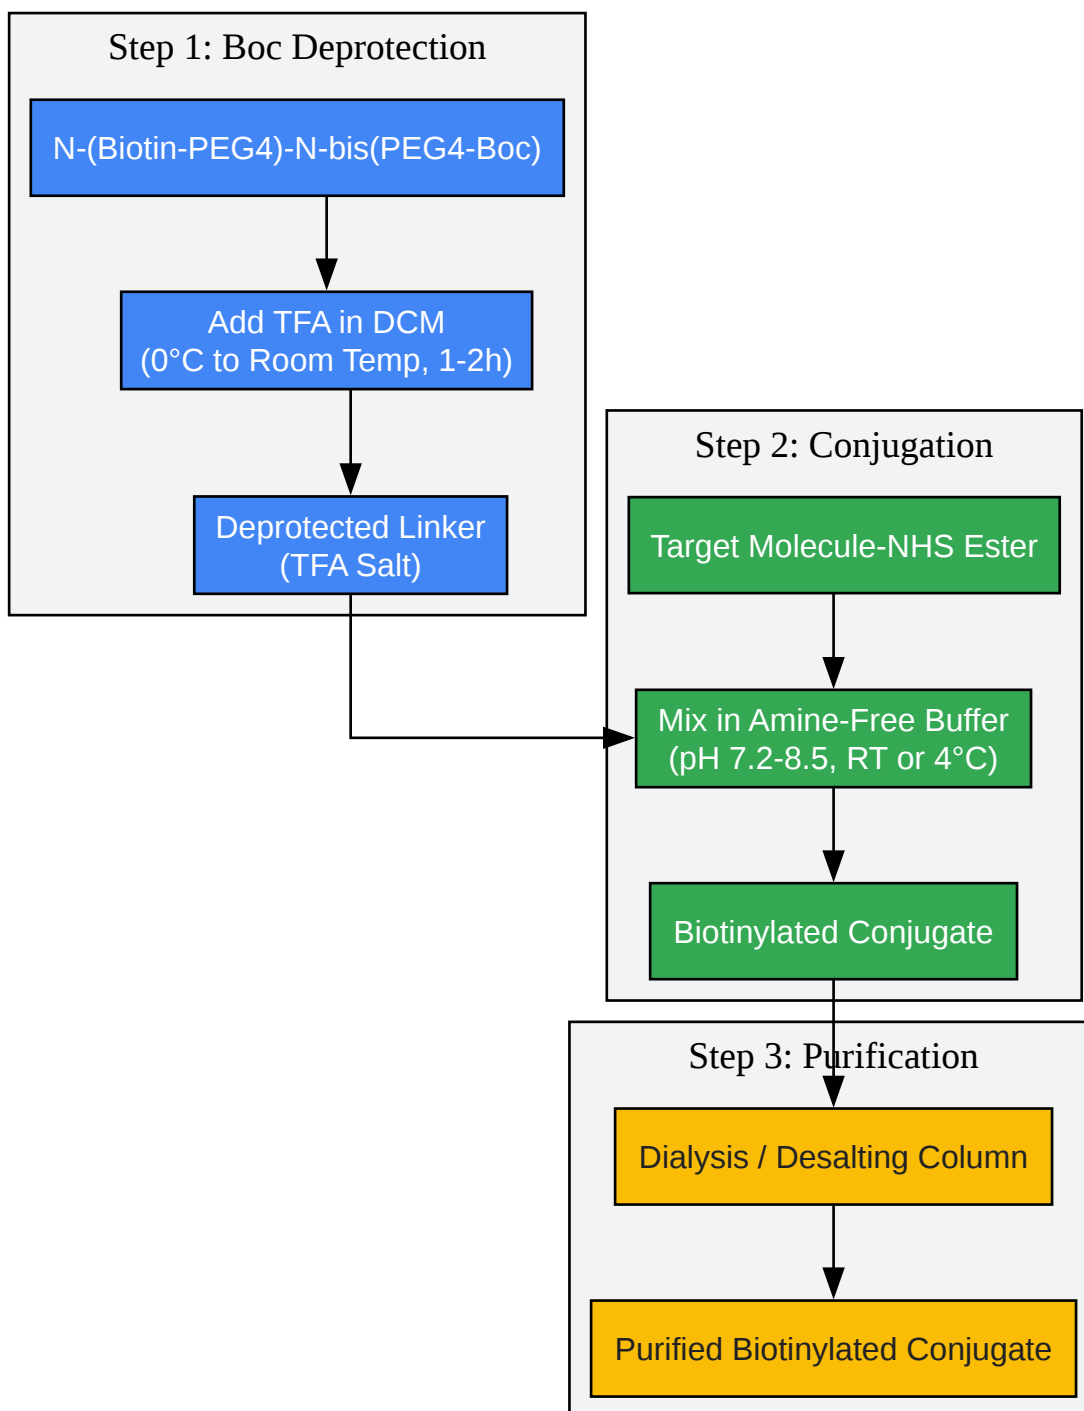 Step 1: Boc Deprotection
N-(Biotin-PEG4)-N-bis(PEG4-Boc)
Add TFA in DCM
(0°C to Room Temp, 1-2h)
Deprotected Linker
(TFA Salt)
Step 2: Conjugation
Target Molecule-NHS Ester
Mix in Amine-Free Buffer
(pH 7.2-8.5, RT or 4°C)
Biotinylated Conjugate
Step 3: Purification
Dialysis / Desalting Column
Purified Biotinylated Conjugate